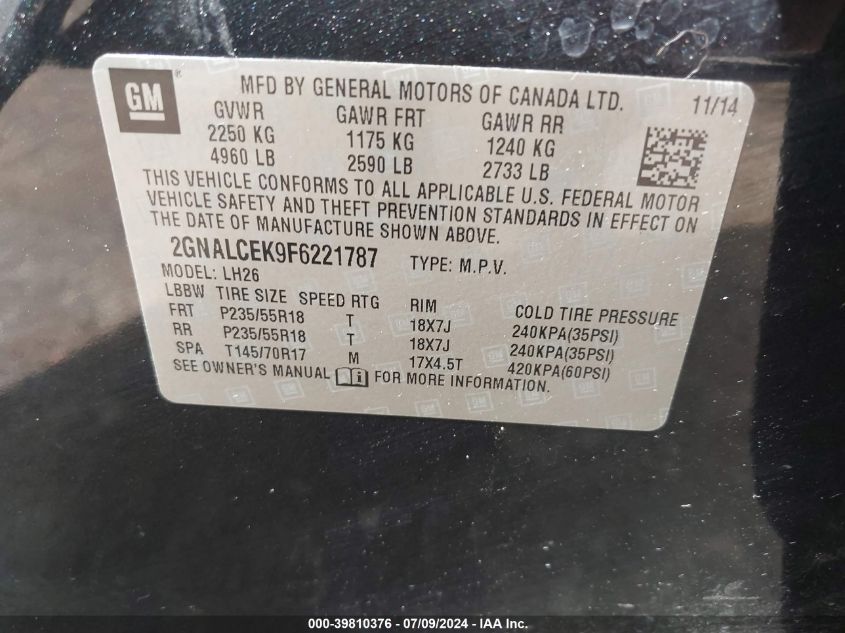 GM ® MFD BY GENERAL MOTORS OF CANADA LTD. 11/14
GVWR GAWR FRT GAWR RR
2250 KG 1175 KG 1240 KG
4960 LB 2590 LB 2733 LB
THIS VEHICLE CONFORMS TO ALL APPLICABLE U.S. FEDERAL MOTOR
VEHICLE SAFETY AND THEFT PREVENTION STANDARDS IN EFFECT ON
THE DATE OF MANUFACTURE SHOWN ABOVE.
2GNALCEK9F6221787 TYPE: M.P.V.
MODEL: LH26
LBBW TIRE SIZE SPEED RTG RIM COLD TIRE PRESSURE
FRT P235/55R18 T 18X7J 240KPA(35PSI)
RR P235/55R18 T 18X7J 240KPA(35PSI)
SPA T145/70R17 M 17X4.5T 420KPA(60PSI)
SEE OWNER'S MANUAL FOR MORE INFORMATION.
000-39810376 / 07/09/2024 - IAA Inc.